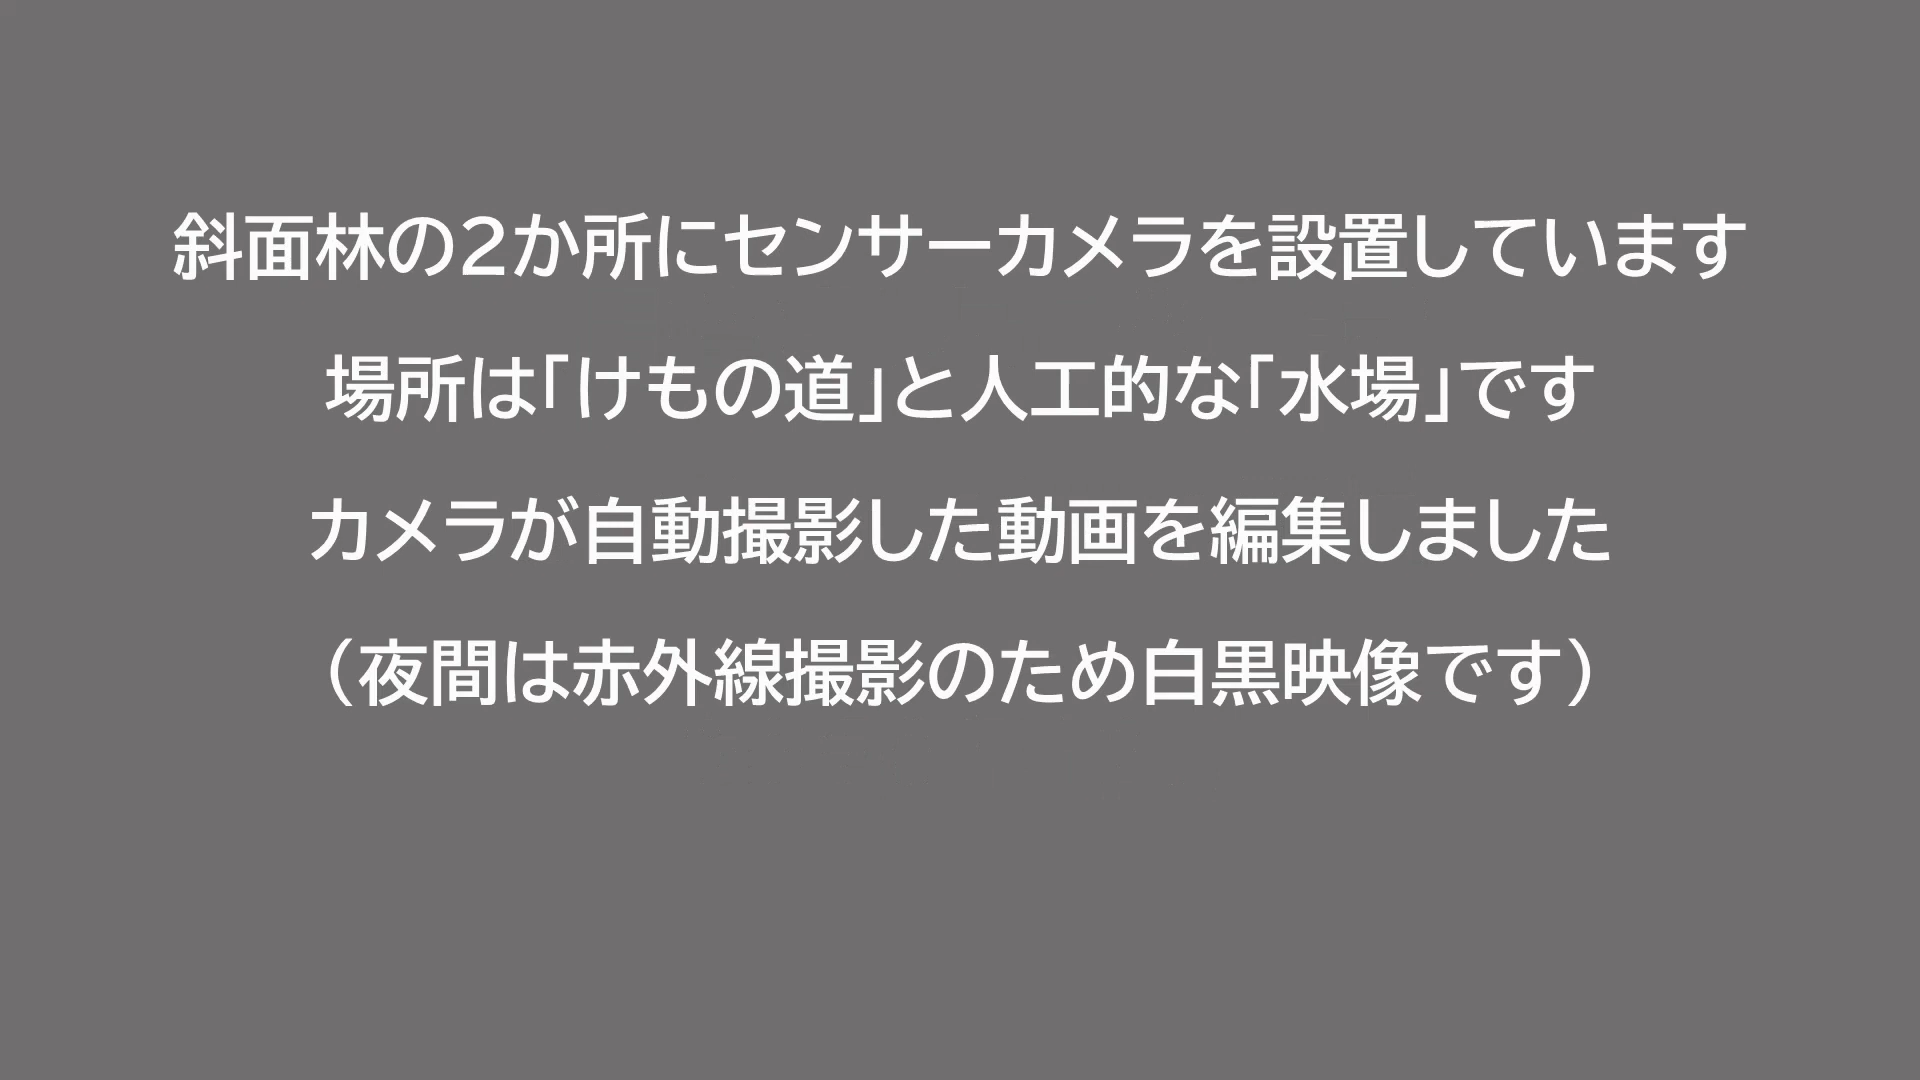 斜面林の2か所にセンサーカメラを設置しています
場所は「けもの道」と人工的な「水場」です
カメラが自動撮影した動画を編集しました
（夜間は赤外線撮影のため白黒映像です）